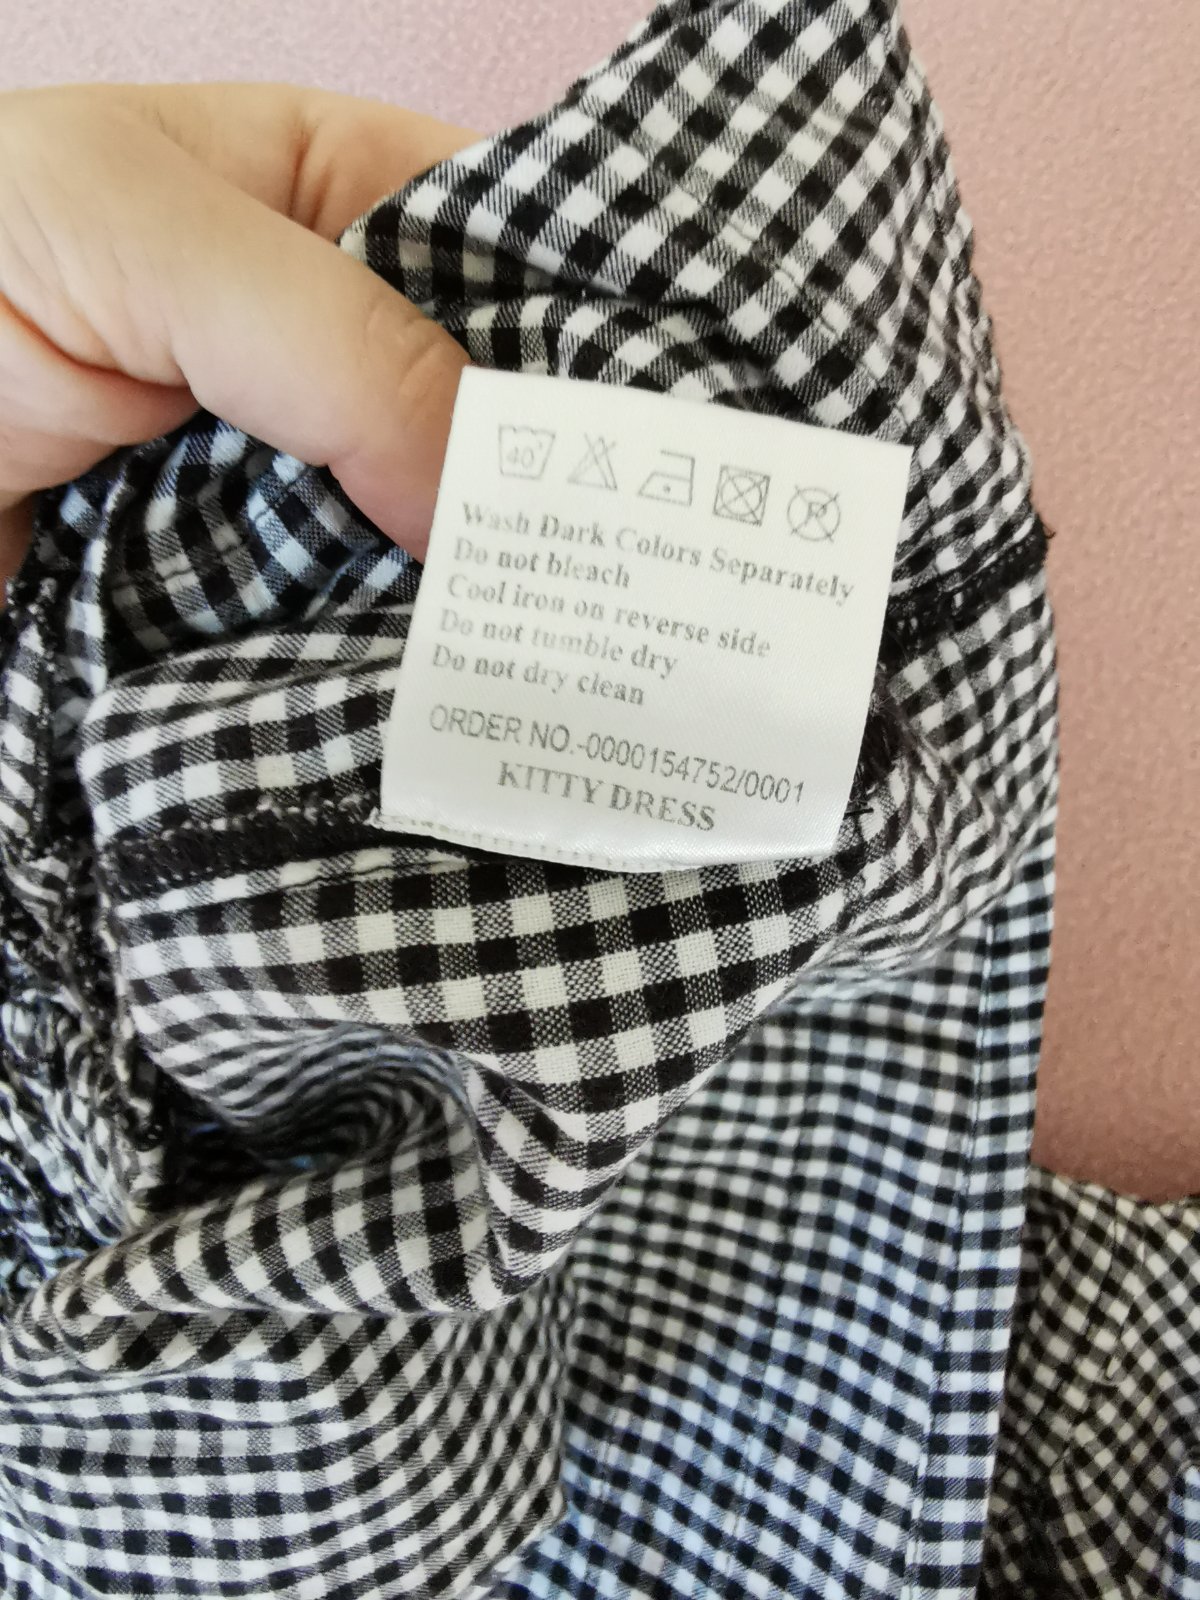 40°
P
Wash Dark Colors Separately
Do not bleach
Cool iron on reverse side
Do not tumble dry
Do not dry clean
ORDER NO.-0000154752/0001
KITTY DRESS